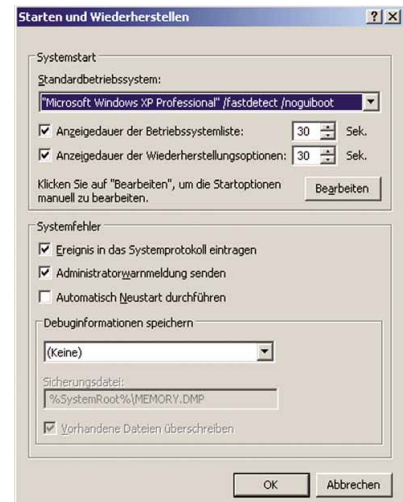 Starten und Wiederherstellen
Systemstart
Standardbetriebssystem:
"Microsoft Windows XP Professional" /fastdetect /noguiboot
Anzeigedauer der Betriebssystemliste: 30 Sek.
Anzeigedauer der Wiederherstellungsoptionen: 30 Sek.
Klicken Sie auf "Bearbeiten", um die Startoptionen
manuell zu bearbeiten.
Bearbeiten
Systemfehler
Ereignis in das Systemprotokoll eintragen
Administratorwarnmeldung senden
Automatisch Neustart durchführen
Debuginformationen speichern
(Keine)
Sicherungsdatei:
%SystemRoot%\MEMORY.DMP
Vorhandene Dateien überschreiben
OK Abbrechen